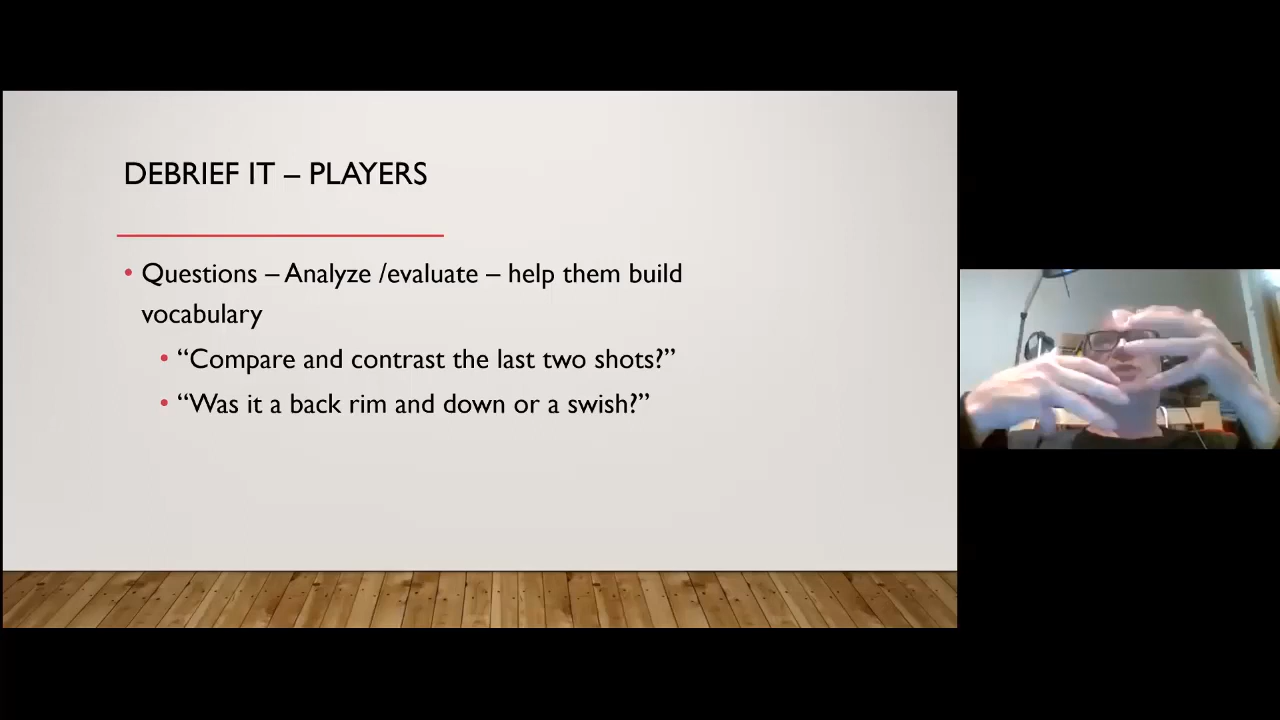 DEBRIEF IT – PLAYERS
• Questions – Analyze /evaluate – help them build
vocabulary
• “Compare and contrast the last two shots?”
• “Was it a back rim and down or a swish?”